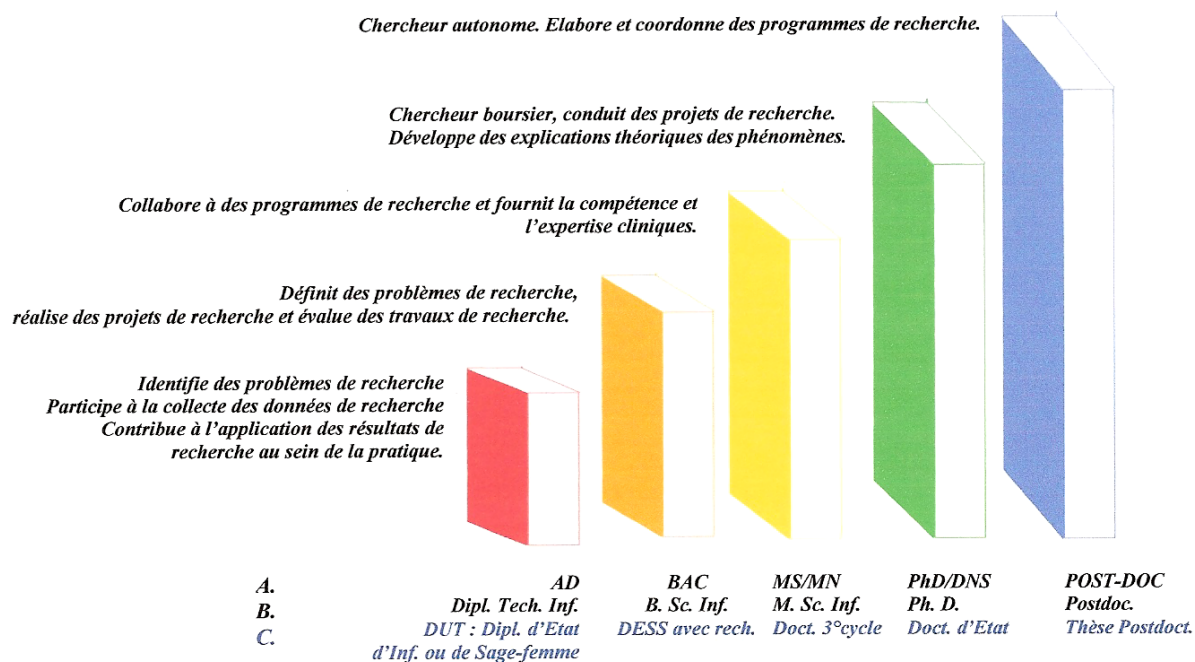 Chercheur autonome. Elabore et coordonne des programmes de recherche.
Chercheur boursier, conduit des projets de recherche.
Développe des explications théoriques des phénomènes.
Collabore à des programmes de recherche et fournit la compétence et
l'expertise cliniques.
Définit des problèmes de recherche,
réalise des projets de recherche et évalue des travaux de recherche.
Identifie des problèmes de recherche
Participe à la collecte des données de recherche
Contribue à l'application des résultats de
recherche au sein de la pratique.
A. AD BAC MS/MN PhD/DNS POST-DOC
B. Dipl. Tech. Inf. B. Sc. Inf. M. Sc. Inf. Ph. D. Postdoc.
C. DUT : Dipl. d'Etat DESS avec rech. Doct. 3°cycle Doct. d'Etat Thèse Postdoct.
d'Inf. ou de Sage-femme